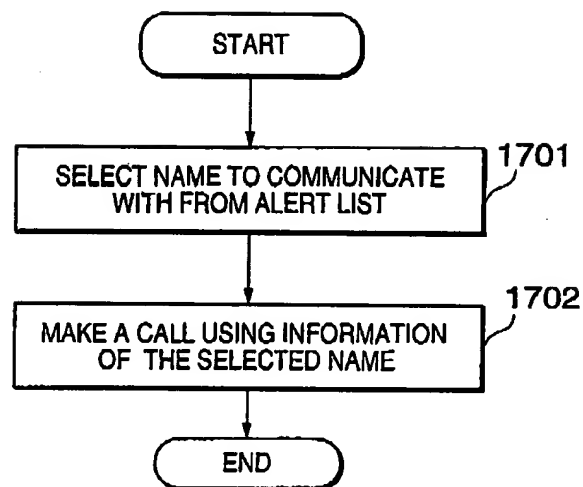 START
SELECT NAME TO COMMUNICATE
WITH FROM ALERT LIST
1701
MAKE A CALL USING INFORMATION
OF THE SELECTED NAME
1702
END